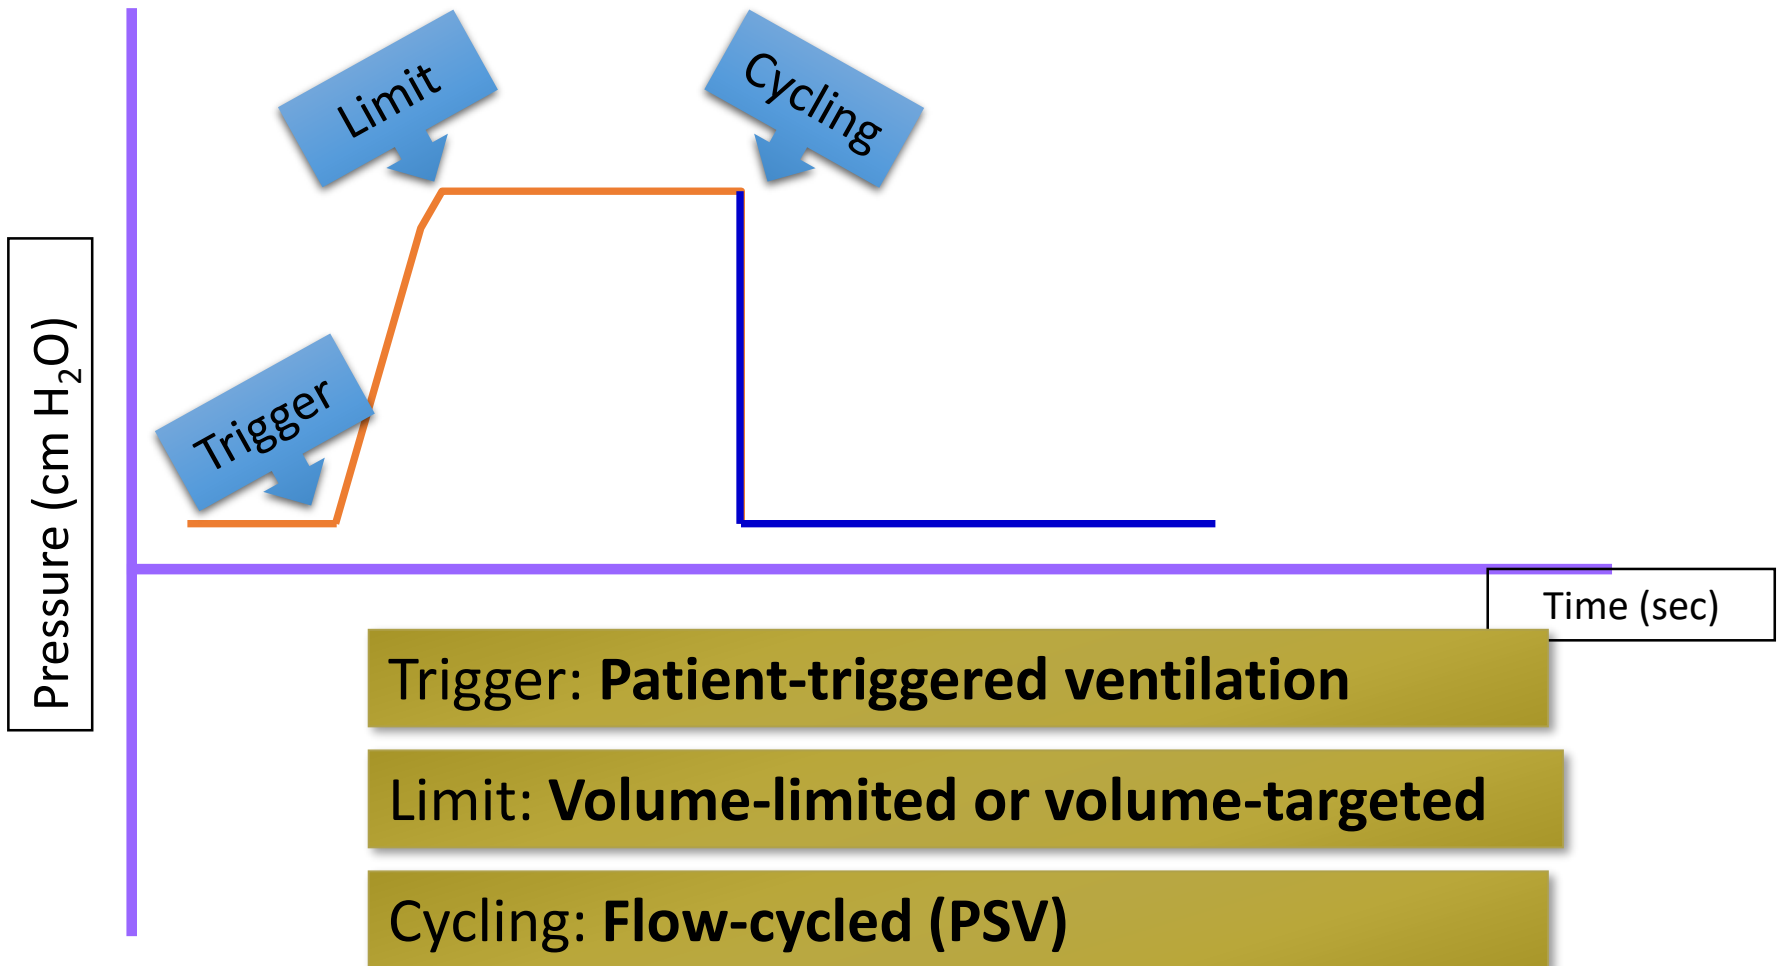 Limit
Cycling
Trigger
Pressure (cm H₂O)
Time (sec)
Trigger: Patient-triggered ventilation
Limit: Volume-limited or volume-targeted
Cycling: Flow-cycled (PSV)